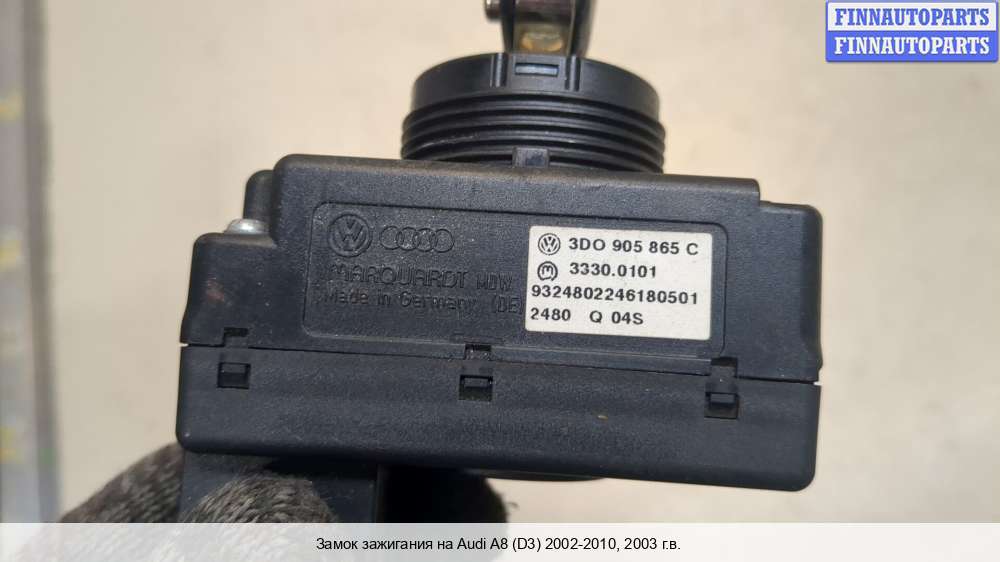 FINNAUTOPARTS
FINNAUTOPARTS
MARQUARDT MDW
Made in Germany (DE)
3D0 905 865 C
3330.0101
9324802246180501
2480 Q 04S
Замок зажигания на Audi A8 (D3) 2002-2010, 2003 г.в.